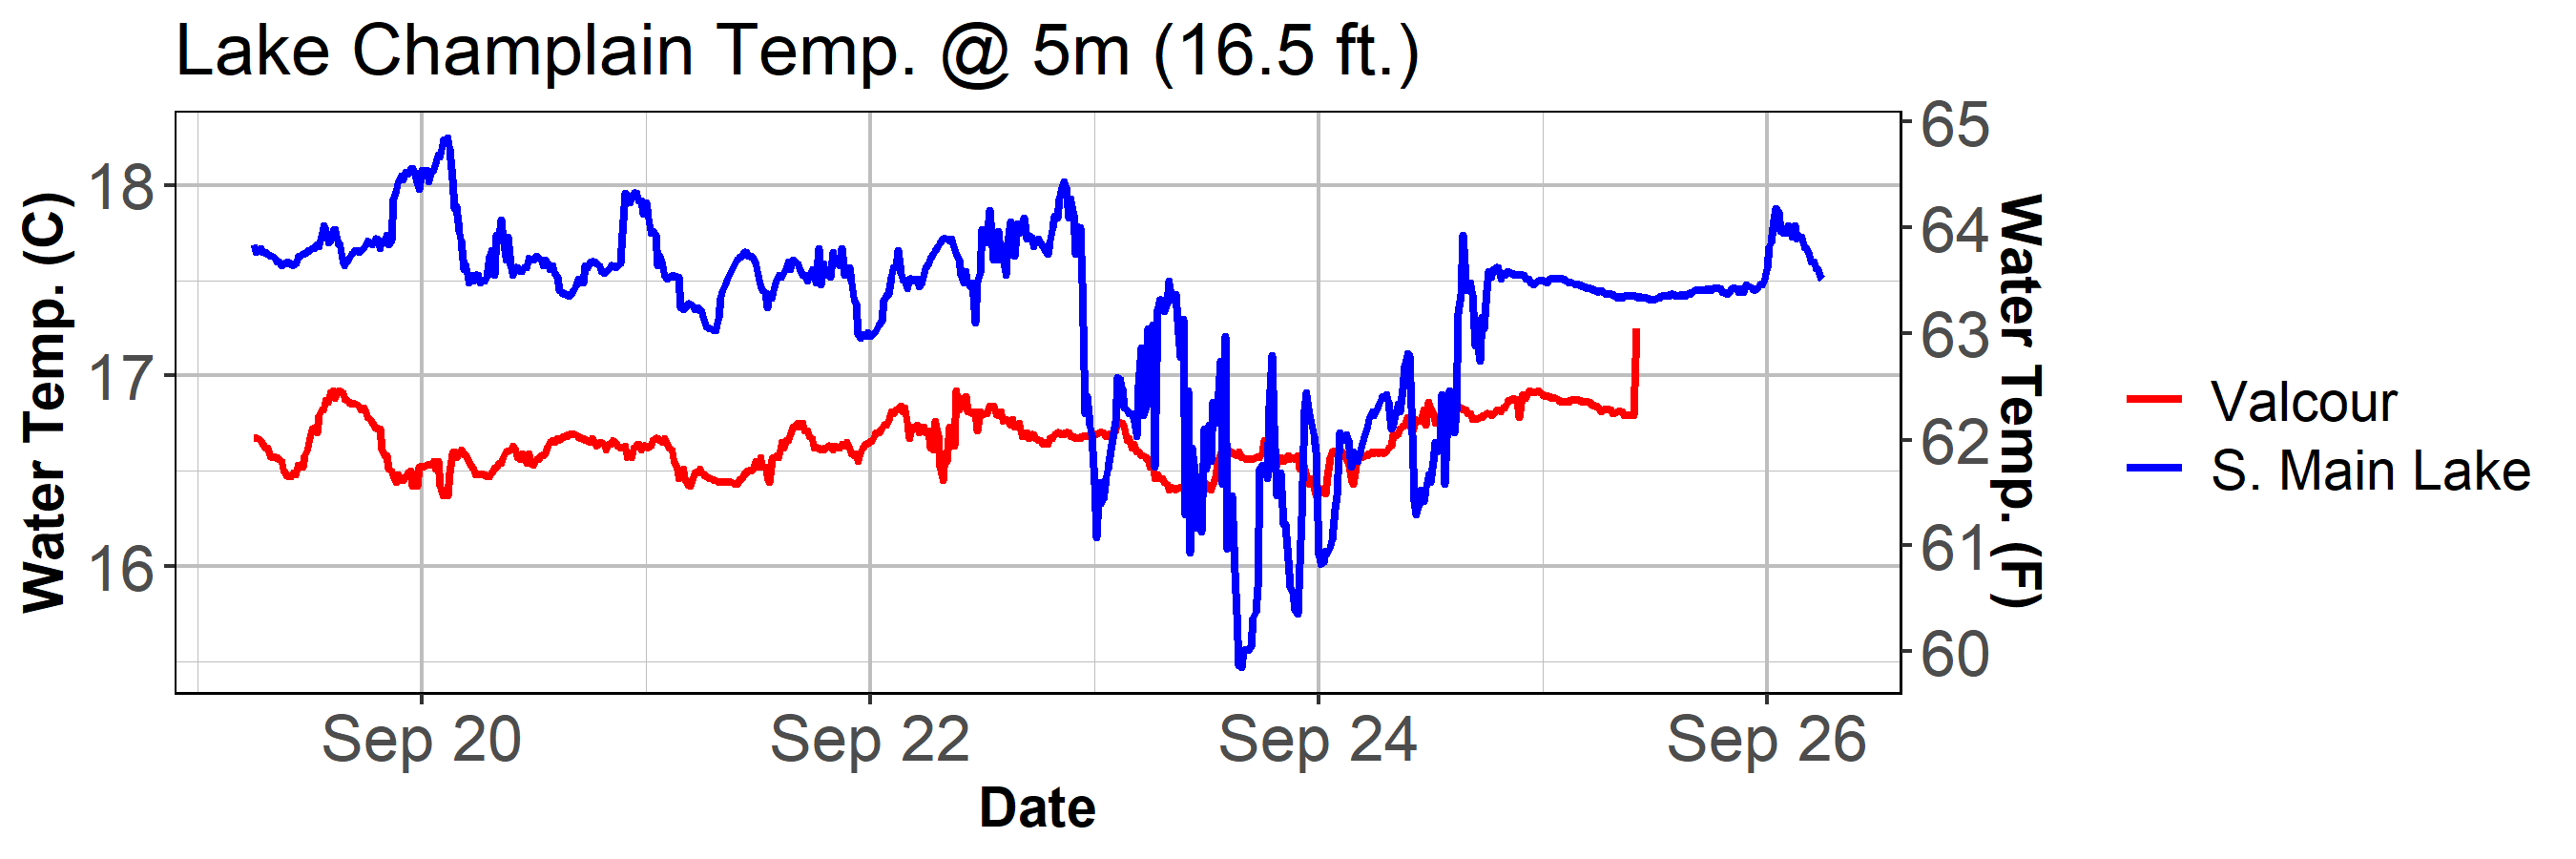 Lake Champlain Temp. @ 5m (16.5 ft.)
Water Temp. (C)
18
17
16
65
64
63
62
61
60
Water Temp. (F)
Sep 20
Sep 22
Sep 24
Sep 26
Date
Valcour
S. Main Lake